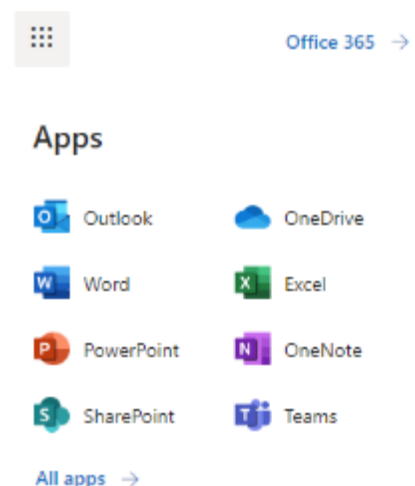 Office 365 →
Apps
Outlook OneDrive
Word Excel
PowerPoint OneNote
SharePoint Teams
All apps →